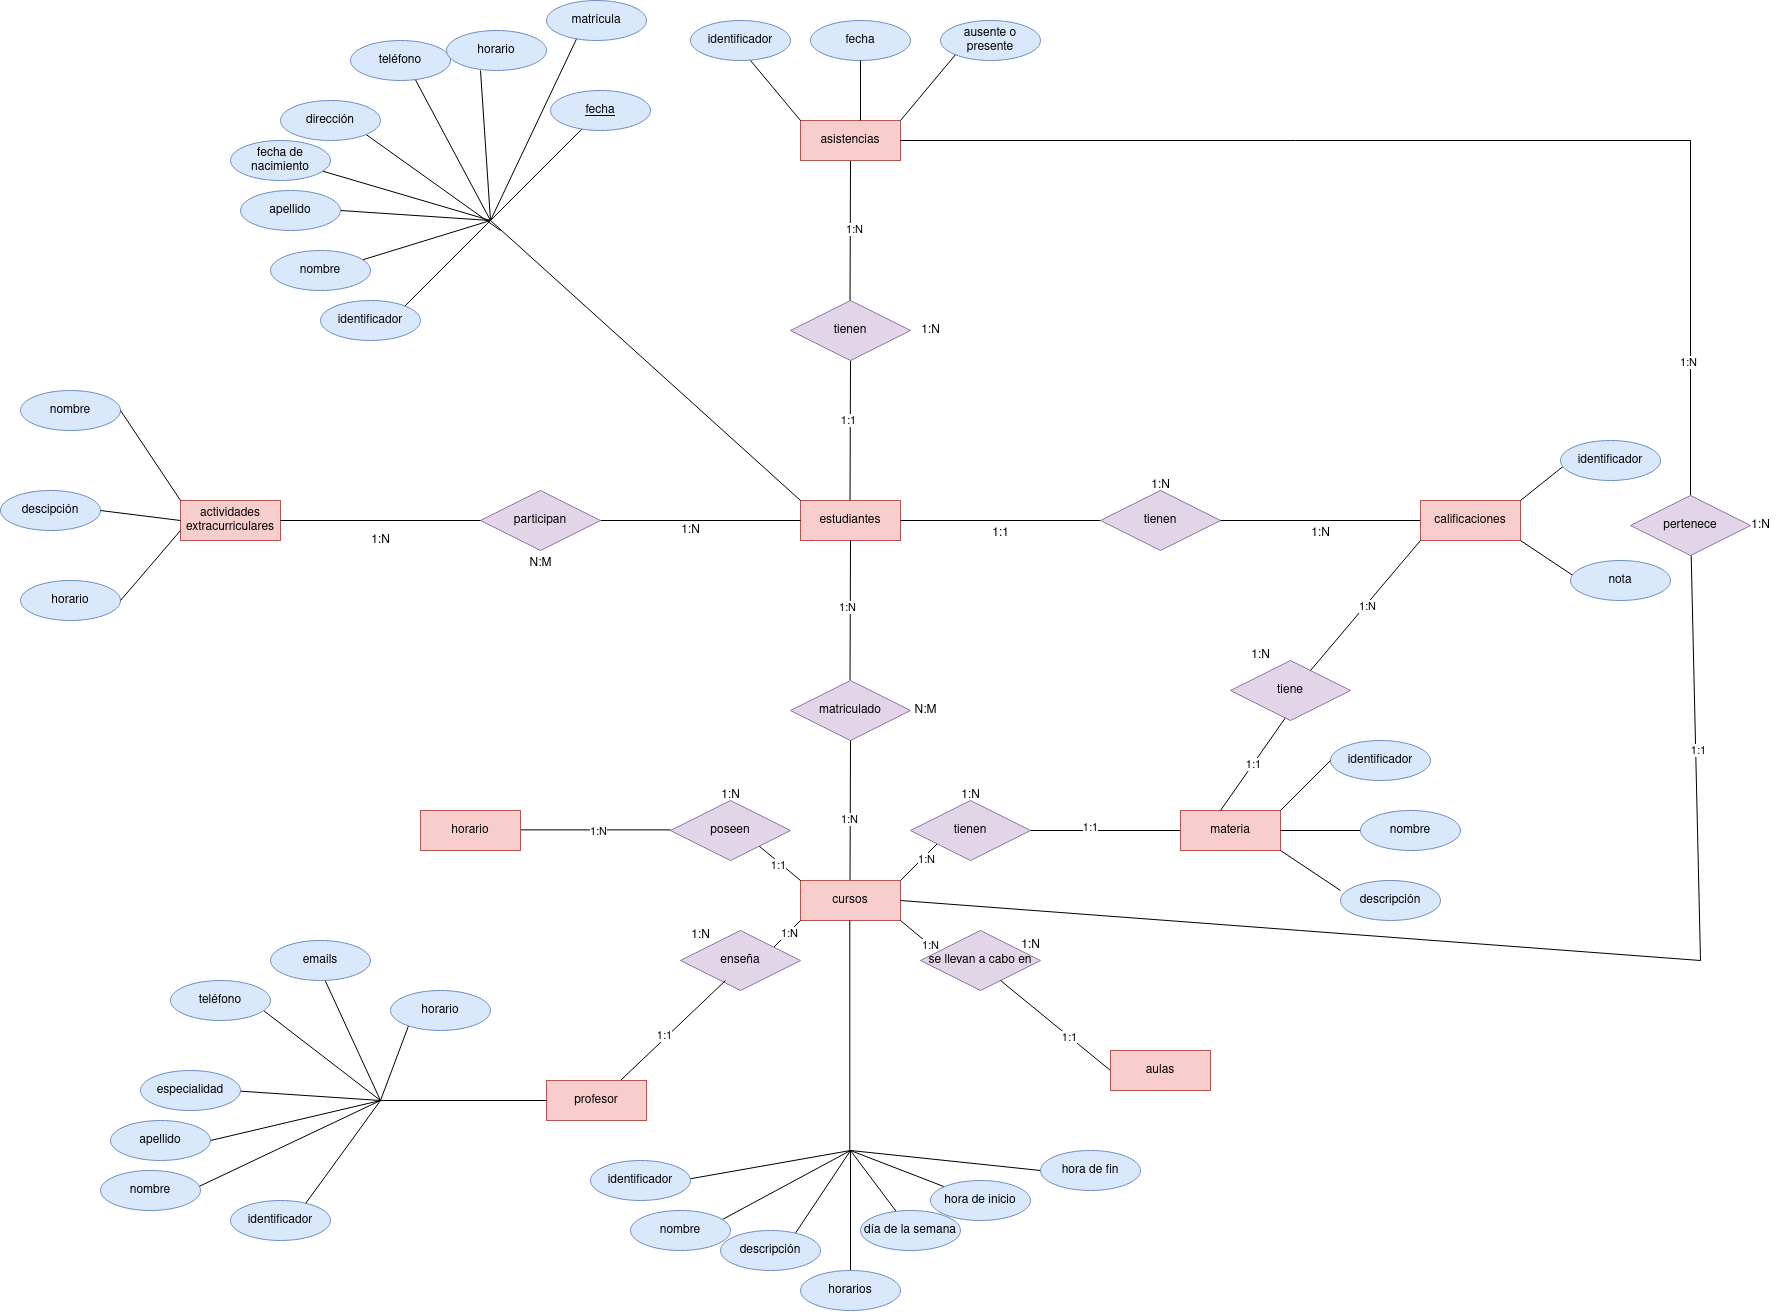 matrícula
horario
teléfono
identificador
fecha
ausente o
presente
fecha
dirección
asistencias
fecha de
nacimiento
apellido
1:N
nombre
identificador
tienen
1:N
1:N
nombre
1:1
identificador
descipción
actividades
extracurriculares
1:N
participan
N:M
1:N
estudiantes
1:1
1:N
tienen
1:N
calificaciones
pertenece
1:N
nota
horario
1:N
1:N
1:N
tiene
matriculado
N:M
1:1
1:1
identificador
horario
1:N
1:N
poseen
1:1
1:N
1:N
tienen
1:N
1:1
materia
nombre
cursos
descripción
1:N
1:N
enseña
1:N
1:N
se llevan a cabo en
emails
teléfono
horario
1:1
1:1
aulas
especialidad
profesor
apellido
nombre
identificador
identificador
nombre
descripción
horarios
día de la semana
hora de inicio
hora de fin